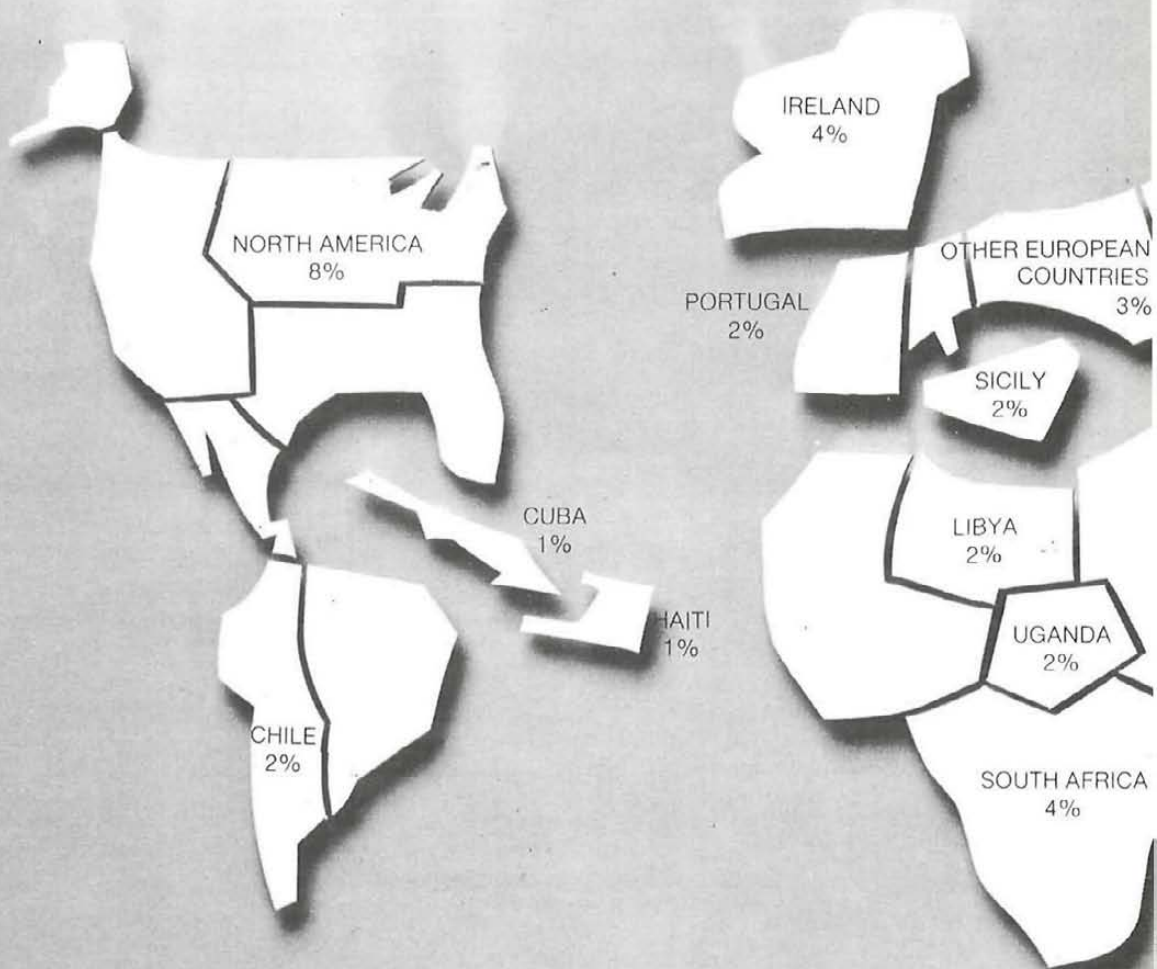 IRELAND
4%
NORTH AMERICA
8%
OTHER EUROPEAN
COUNTRIES
3%
PORTUGAL
2%
SICILY
2%
CUBA
1%
LIBYA
2%
HAITI
1%
UGANDA
2%
CHILE
2%
SOUTH AFRICA
4%